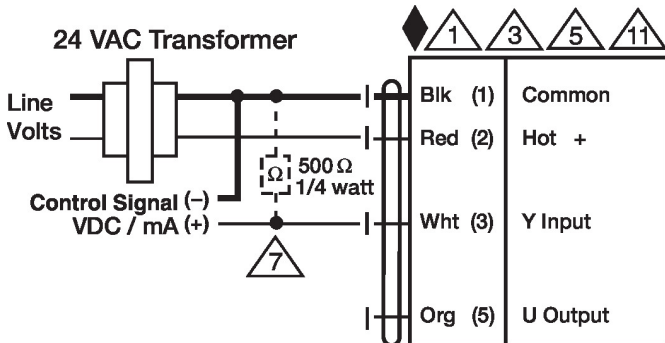 1 3 5 11
24 VAC Transformer
Line
Volts
Blk (1) Common
Red (2) Hot +
Ω 500 Ω
1/4 watt
Control Signal (–)
VDC / mA (+)
Wht (3) Y Input
7
Org (5) U Output